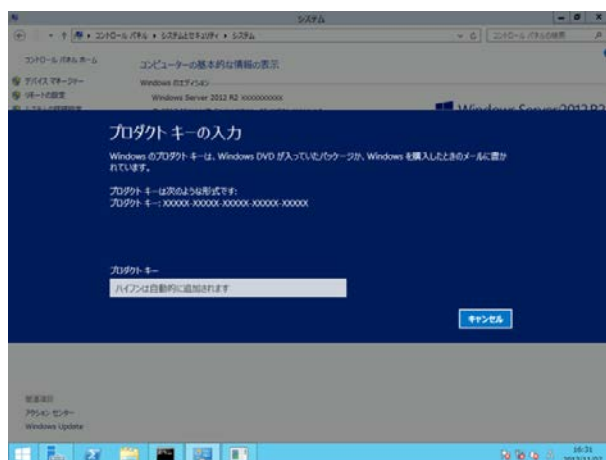 システム
コントロール パネル ▸ システムとセキュリティ ▸ システム
コントロール パネルの検索
コントロール パネル ホーム
コンピューターの基本的な情報の表示
デバイス マネージャー
Windows のエディション
リモートの設定
Windows Server 2012 R2 xxxxxxxxxx
Windows Server 2012 R2
プロダクト キーの入力
Windows のプロダクト キーは、Windows DVD が入っていたパッケージか、Windows を購入したときのメールに書か
れています。
プロダクト キーは次のような形式です:
プロダクト キー: XXXXX-XXXXX-XXXXX-XXXXX-XXXXX
プロダクト キー
ハイフンは自動的に追加されます
キャンセル
関連項目
アクション センター
Windows Update
16:31